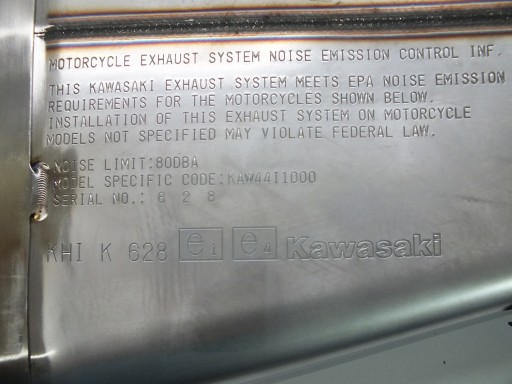 MOTORCYCLE EXHAUST SYSTEM NOISE EMISSION CONTROL INF.
THIS KAWASAKI EXHAUST SYSTEM MEETS EPA NOISE EMISSION
REQUIREMENTS FOR THE MOTORCYCLES SHOWN BELOW.
INSTALLATION OF THIS EXHAUST SYSTEM ON MOTORCYCLE
MODELS NOT SPECIFIED MAY VIOLATE FEDERAL LAW.
NOISE LIMIT:80DBA
MODEL SPECIFIC CODE:KAW44I1000
SERIAL NO.: 6 2 8
KHI K 628 e1 e4 Kawasaki